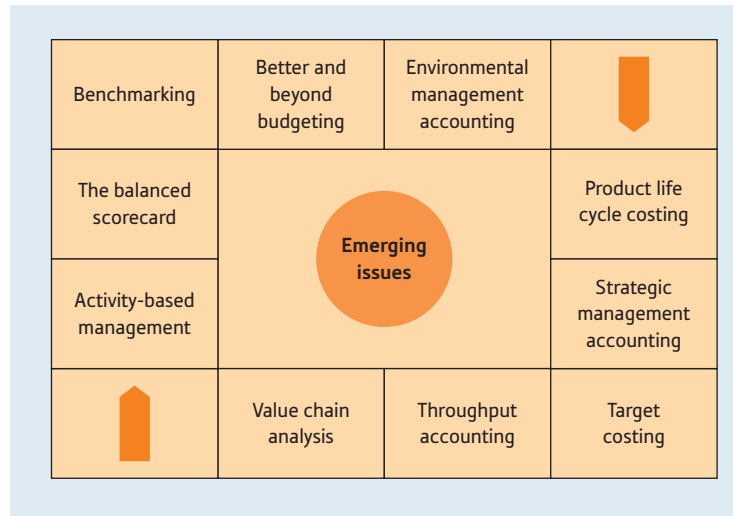 Benchmarking
Better and
beyond
budgeting
Environmental
management
accounting
The balanced
scorecard
Product life
cycle costing
Emerging
issues
Activity-based
management
Strategic
management
accounting
Value chain
analysis
Throughput
accounting
Target
costing